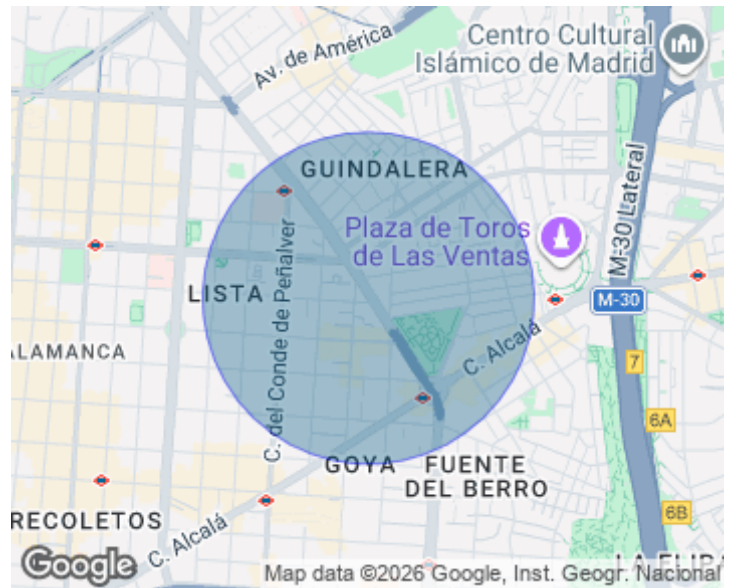 Centro Cultural
Islámico de Madrid
Av. de América
GUINDALERA
M-30 Lateral
Plaza de Toros
de Las Ventas
C. del Conde de Peñalver
LISTA
M-30
ALAMANCA
C. Alcalá
7
6A
GOYA
FUENTE
DEL BERRO
RECOLETOS
C. Alcalá
6B
LA ELIPA
Google
Map data ©2026 Google, Inst. Geogr. Nacional